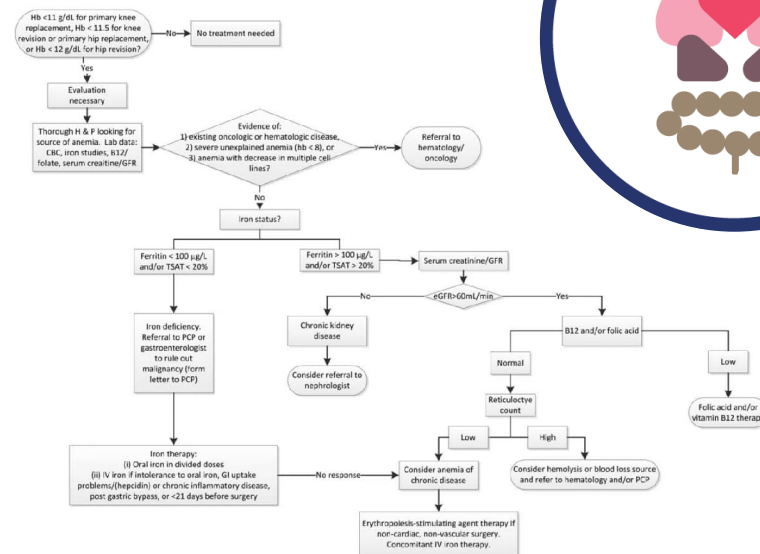 Hb <11 g/dL for primary knee
replacement, Hb < 11.5 for knee
revision or primary hip replacement,
or Hb < 12 g/dL for hip revision?
No
No treatment needed
Yes
Evaluation
necessary
Thorough H & P looking for
source of anemia. Lab data:
CBC, iron studies, B12/
folate, serum creaitine/GFR
Evidence of:
1) existing oncologic or hematologic disease,
2) severe unexplained anemia (hb < 8), or
3) anemia with decrease in multiple cell
lines?
Yes
Referral to
hematology/
oncology
No
Iron status?
Ferritin < 100 µg/L
and/or TSAT < 20%
Ferritin > 100 µg/L
and/or TSAT > 20%
Serum creatinine/GFR
No
eGFR>60mL/min
Yes
Iron deficiency.
Referral to PCP or
gastroenterologist
to rule out
malignancy (form
letter to PCP)
Chronic kidney
disease
B12 and/or folic acid
Consider referral to
nephrologist
Normal
Low
Reticuloctye
count
Folic acid and/or
vitamin B12 therap
Low
High
Iron therapy:
(i) Oral iron in divided doses
(ii) IV iron if intolerance to oral iron, GI uptake
problems/(hepcidin) or chronic inflammatory disease,
post gastric bypass, or <21 days before surgery
No response
Consider anemia of
chronic disease
Consider hemolysis or blood loss source
and refer to hematology and/or PCP
Erythropoiesis-stimulating agent therapy if
non-cardiac, non-vascular surgery.
Concomitant IV iron therapy.